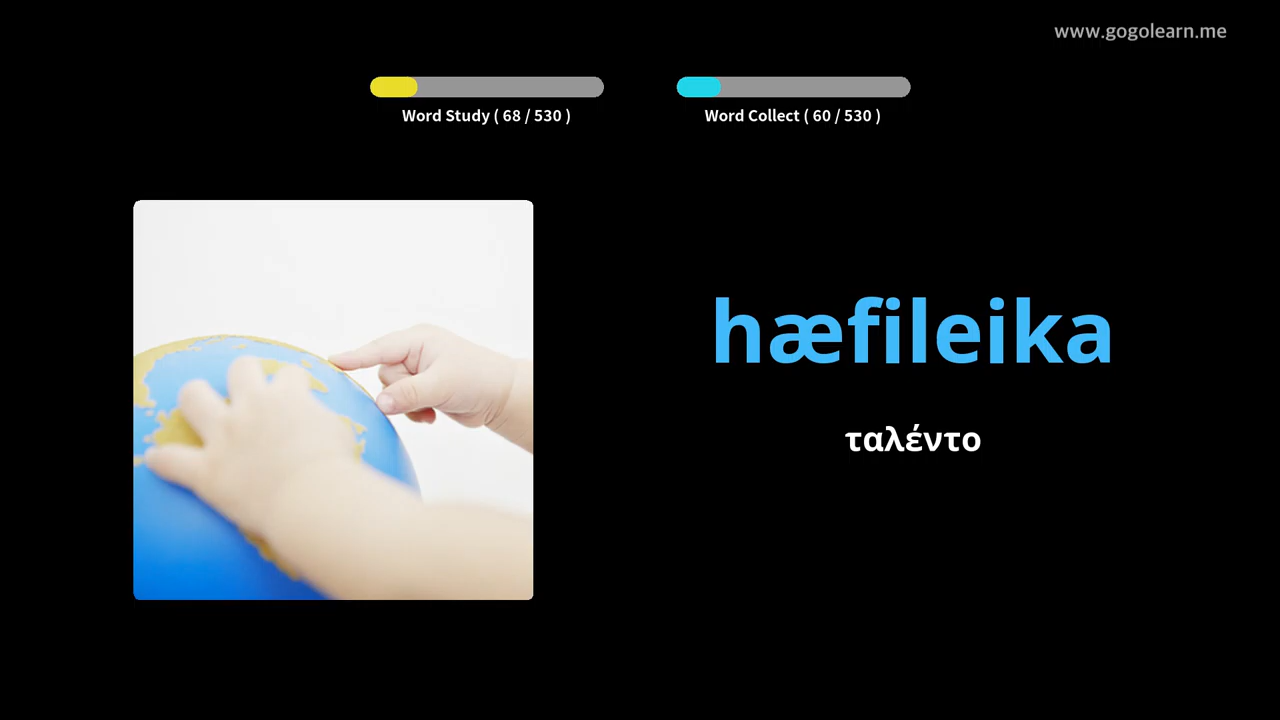 www.gogolearn.me
Word Study ( 68 / 530 )
Word Collect ( 60 / 530 )
hæfileika
ταλέντο